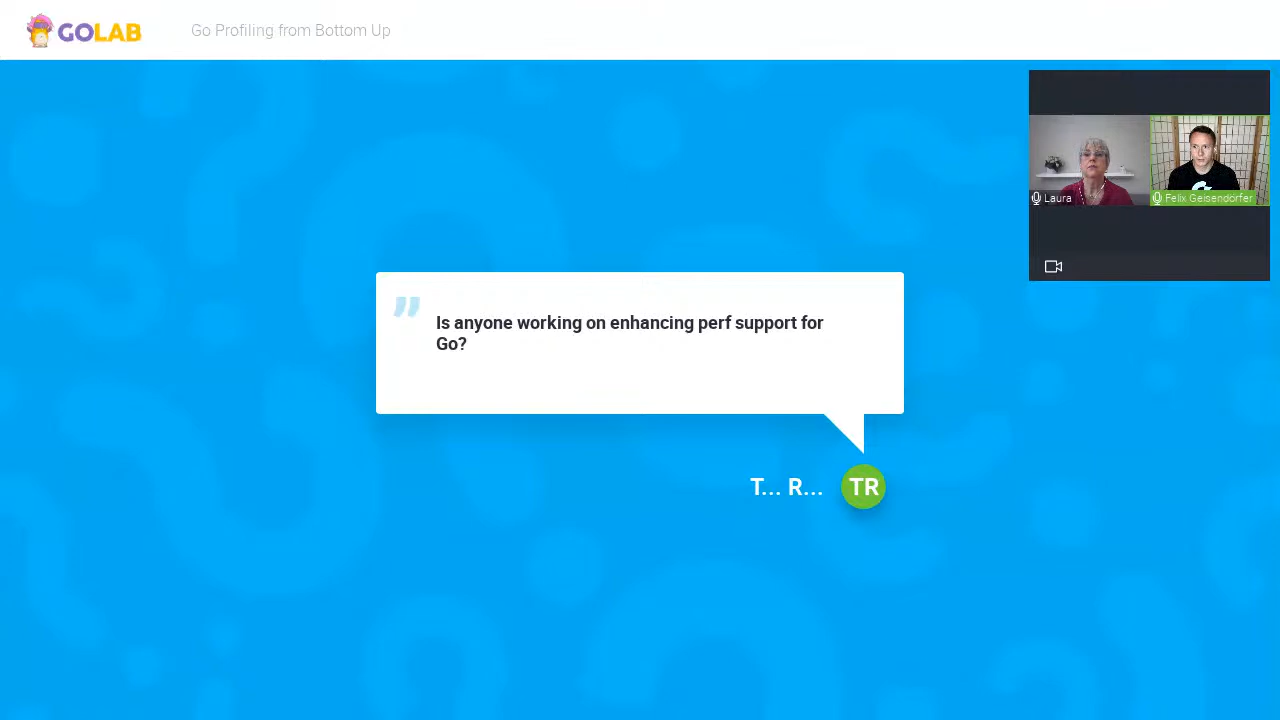 GOLAB
Go Profiling from Bottom Up
Laura
Felix Geisendörfer
Is anyone working on enhancing perf support for
Go?
T... R...
TR